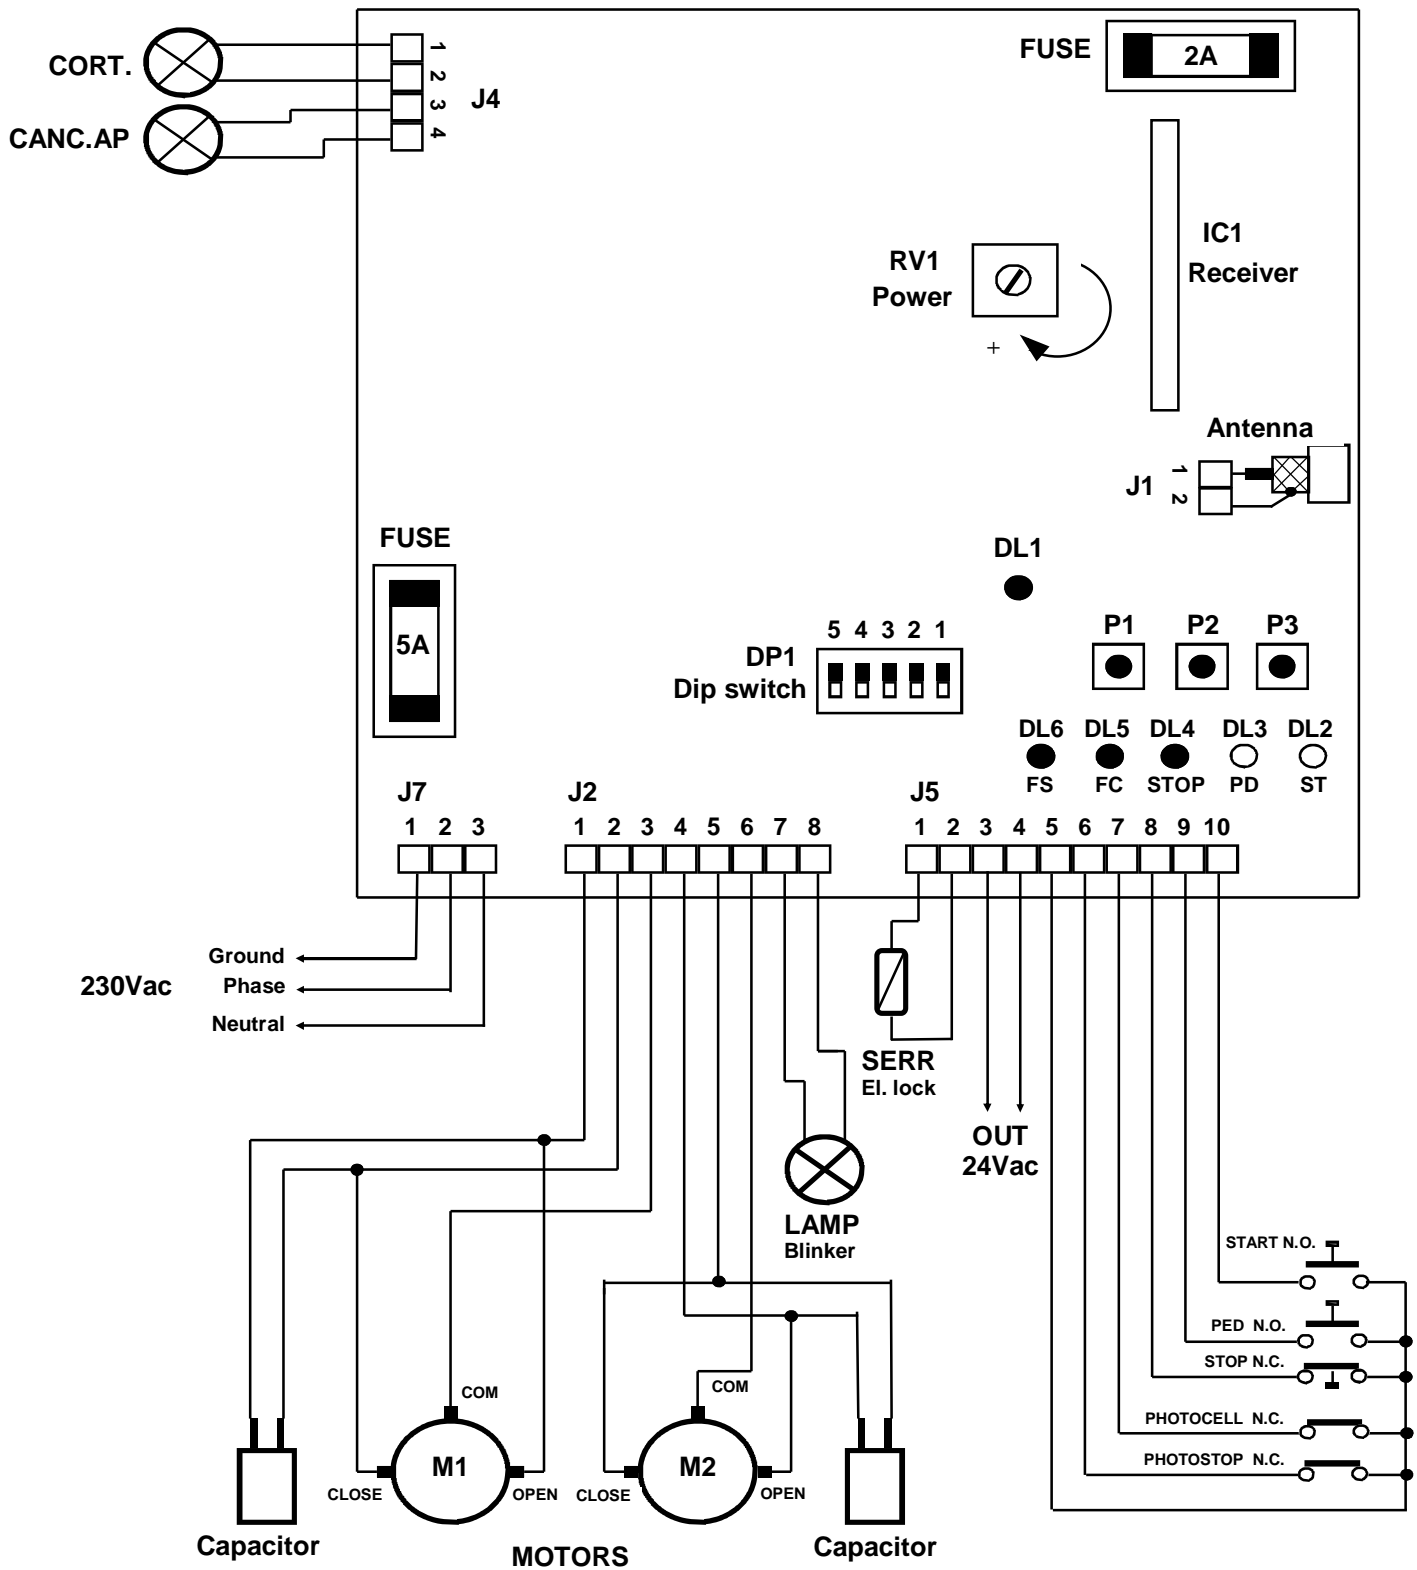 CORT.
CANC.AP
1
2
3
4
J4
FUSE
2A
RV1
Power
+
IC1
Receiver
Antenna
J1
1
2
FUSE
5A
DL1
5 4 3 2 1
DP1
Dip switch
P1 P2 P3
DL6 DL5 DL4 DL3 DL2
FS FC STOP PD ST
J7
1 2 3
J2
1 2 3 4 5 6 7 8
J5
1 2 3 4 5 6 7 8 9 10
230Vac
Ground
Phase
Neutral
SERR
El. lock
OUT
24Vac
LAMP
Blinker
START N.O.
PED N.O.
STOP N.C.
PHOTOCELL N.C.
PHOTOSTOP N.C.
COM
M1
CLOSE
OPEN
COM
M2
CLOSE
OPEN
Capacitor
MOTORS
Capacitor